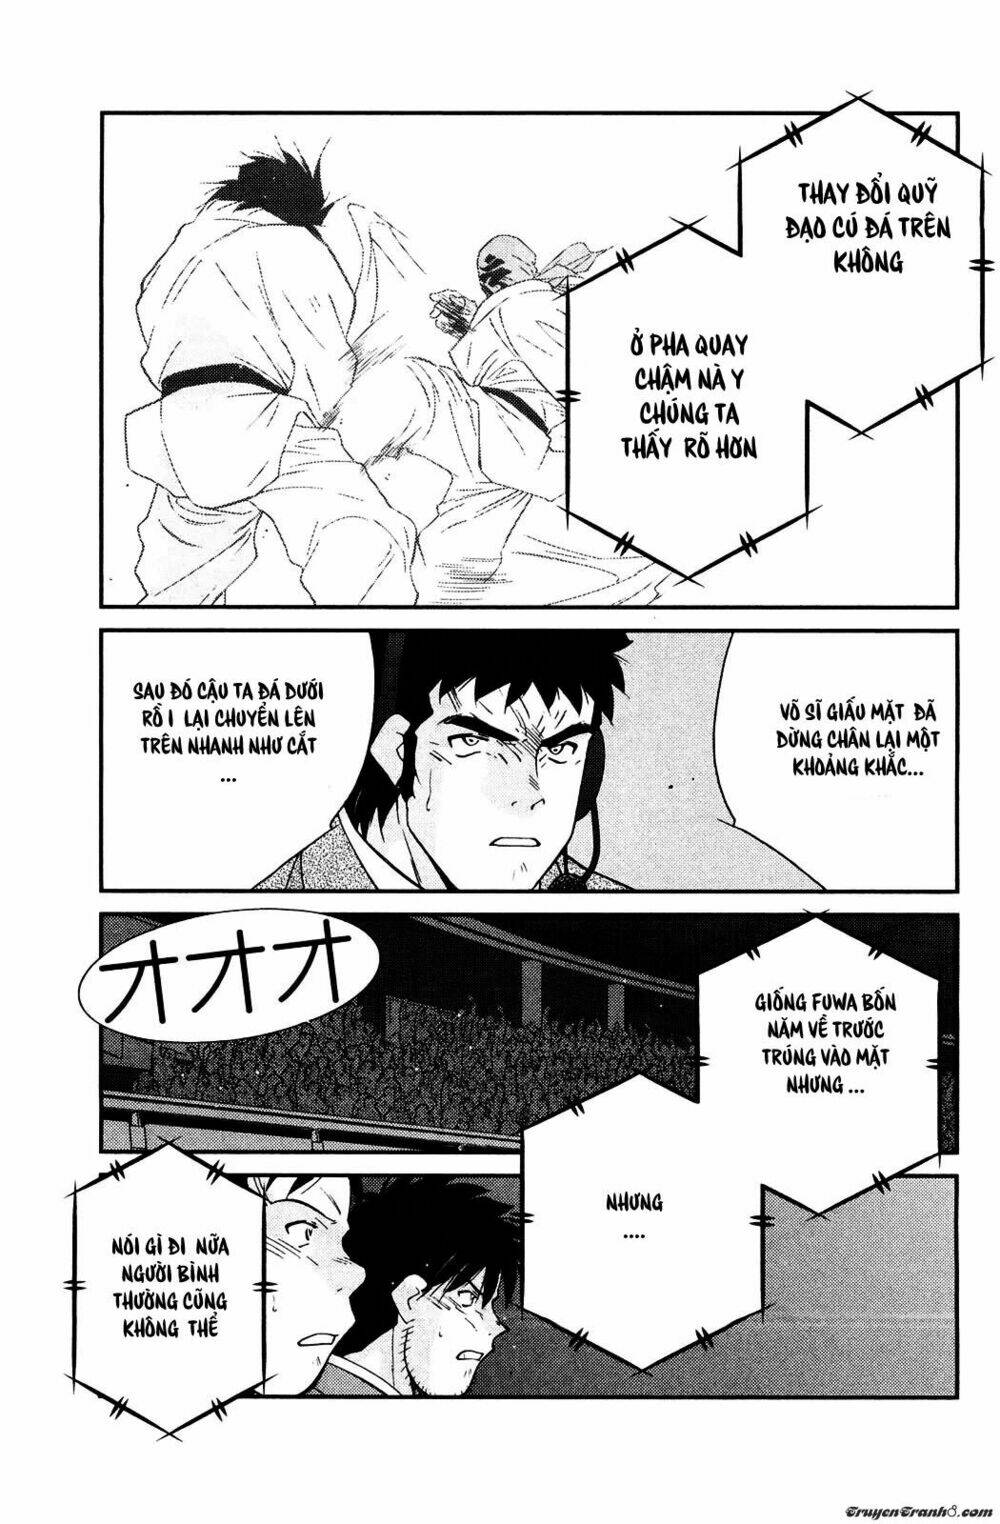 THAY ĐỔI QUỸ
ĐẠO CÚ ĐÁ TRÊN
KHÔNG
Ở PHA QUAY
CHẬM NÀ Y
CHÚNG TA
THẤY RÕ HƠN
VÕ SĨ GIẤU MẶT ĐÃ
DỪNG CHÂN LẠI MỘT
KHOẢNG KHẮC...
SAU ĐÓ CẬU TA ĐÁ DƯỚI
RỒ I LẠI CHUYỂN LÊN
TRÊN NHANH NHƯ CẮT
...
オオオ
GIỐNG FUWA BỐN
NĂM VỀ TRƯỚC
TRÚNG VÀO MẶT
NHƯNG ...
NHƯNG
....
NÓI GÌ ĐI NỮA
NGƯỜI BÌNH
THƯỜNG CŨNG
KHÔNG THỂ
TruyenTranh8.com